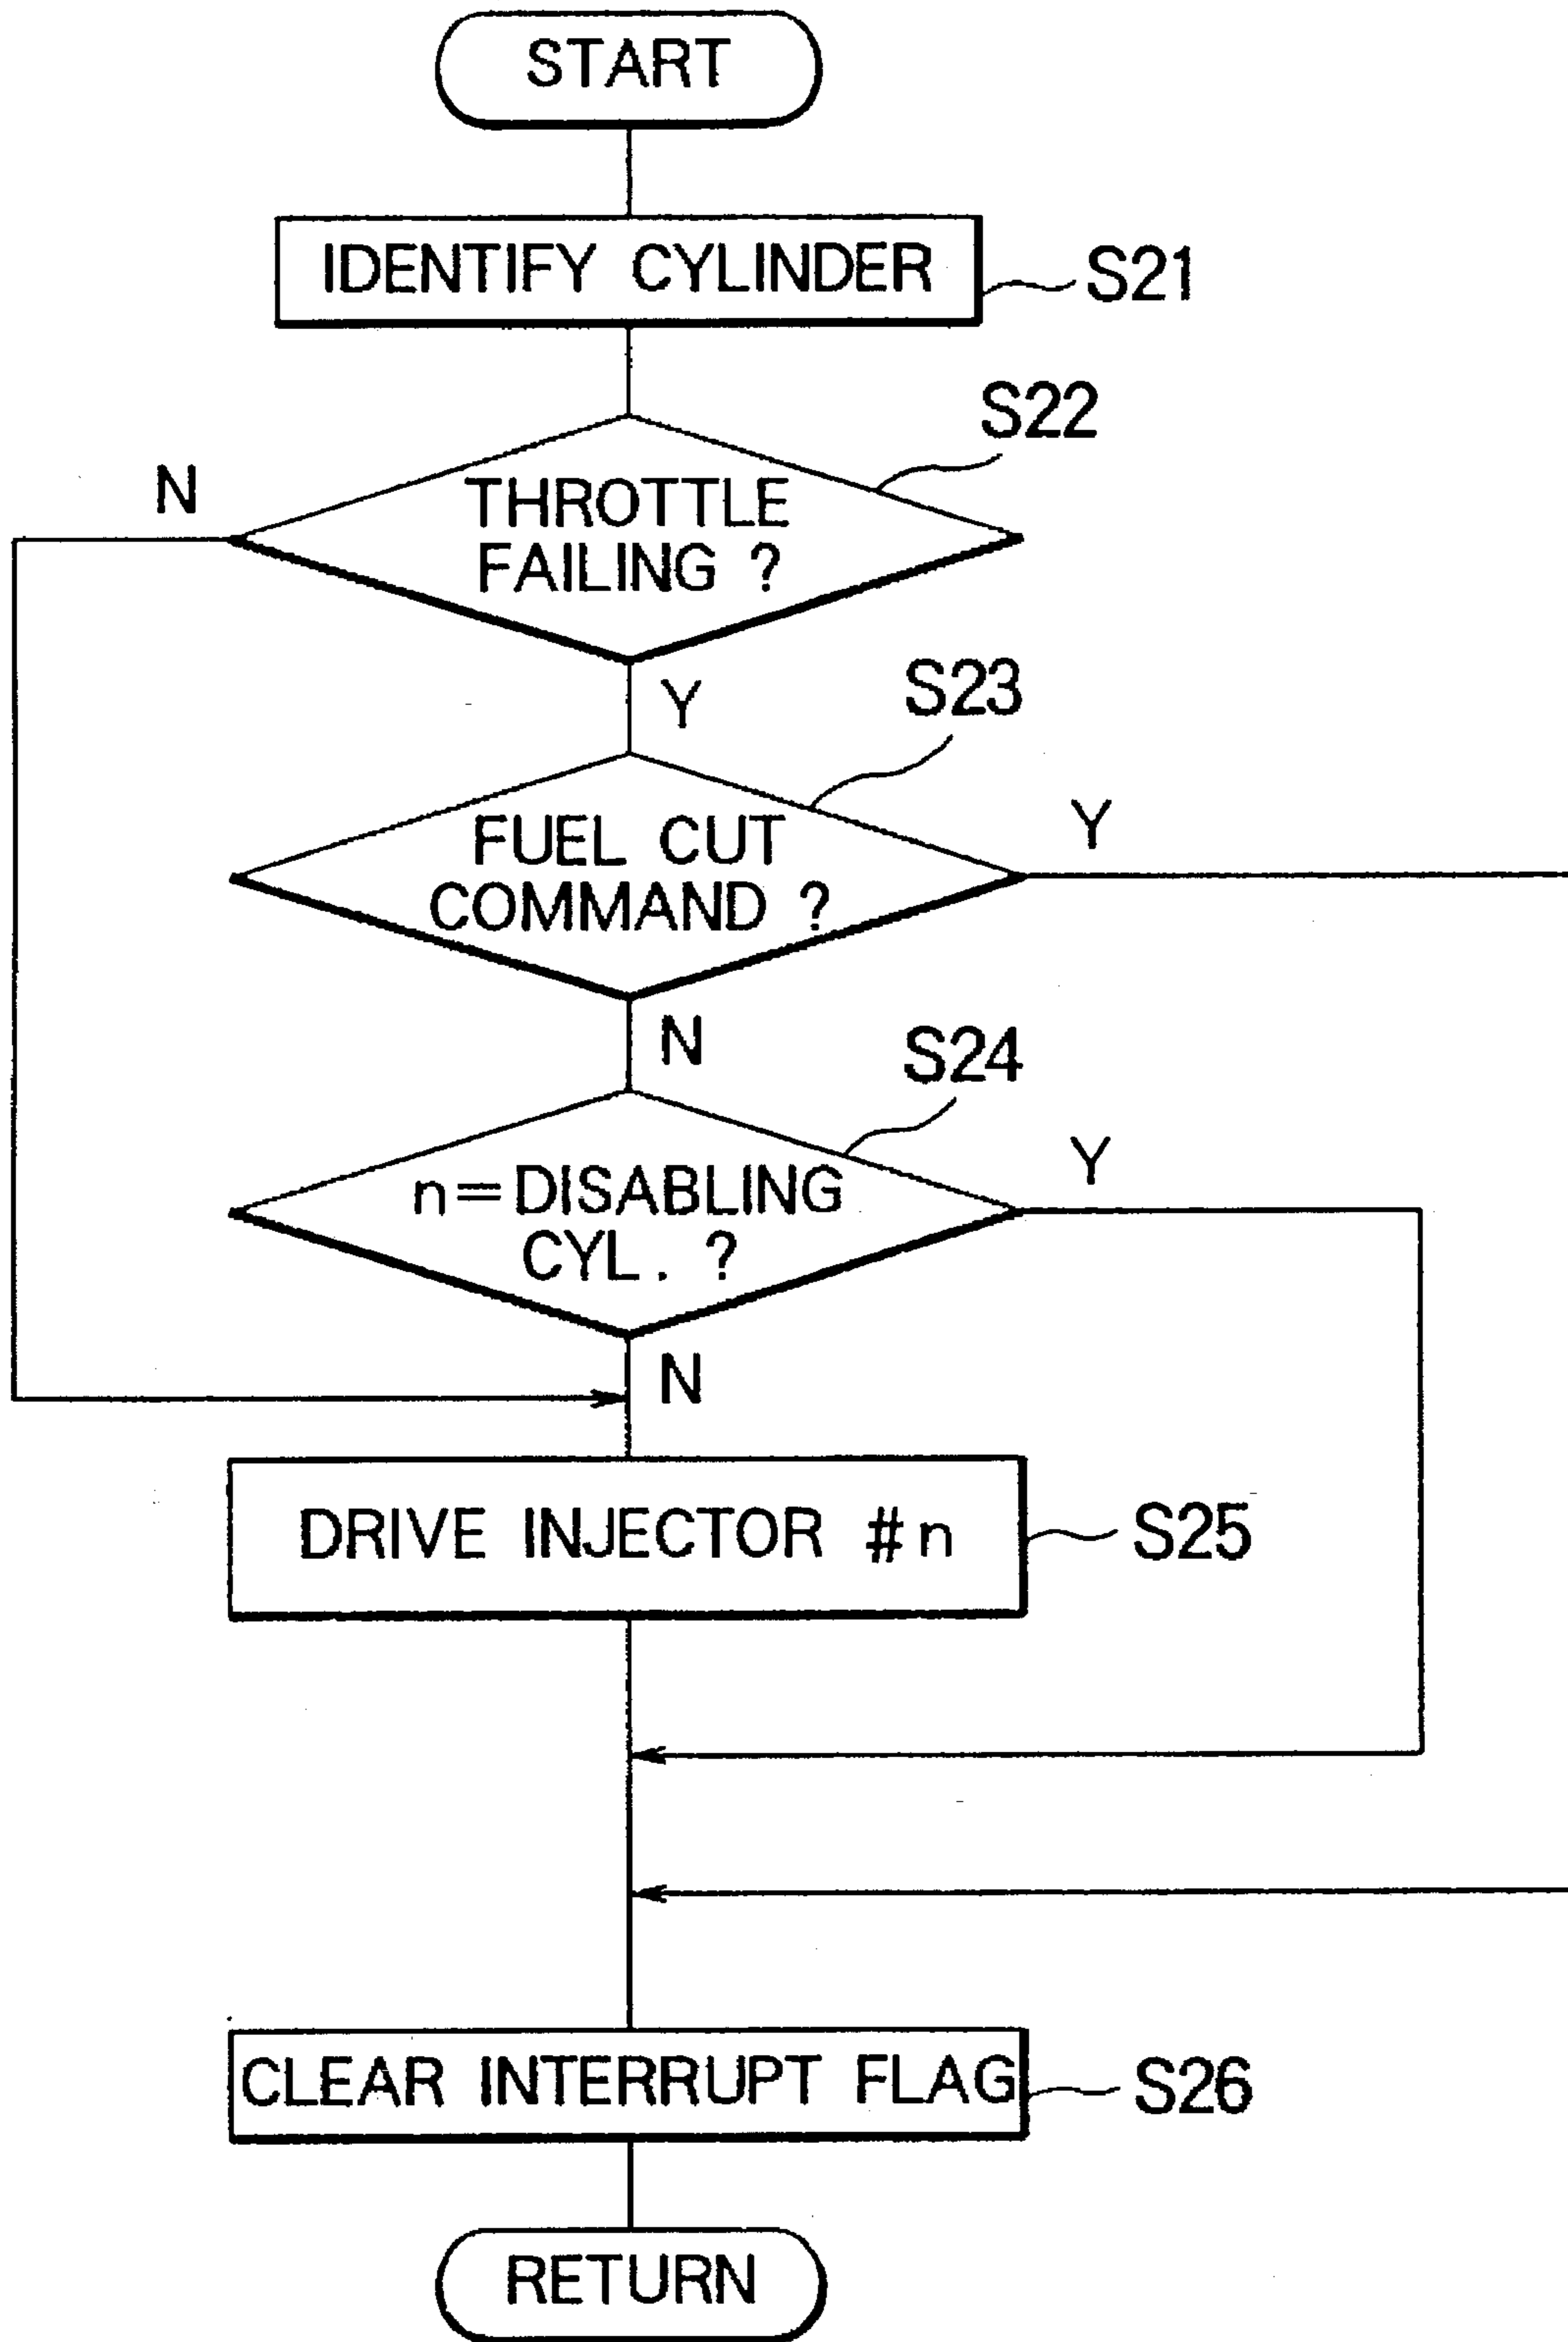 START
IDENTIFY CYLINDER
S21
S22
N
THROTTLE
FAILING ?
Y
S23
FUEL CUT
COMMAND ?
Y
N
S24
n=DISABLING
CYL. ?
Y
N
DRIVE INJECTOR #n
S25
CLEAR INTERRUPT FLAG
S26
RETURN